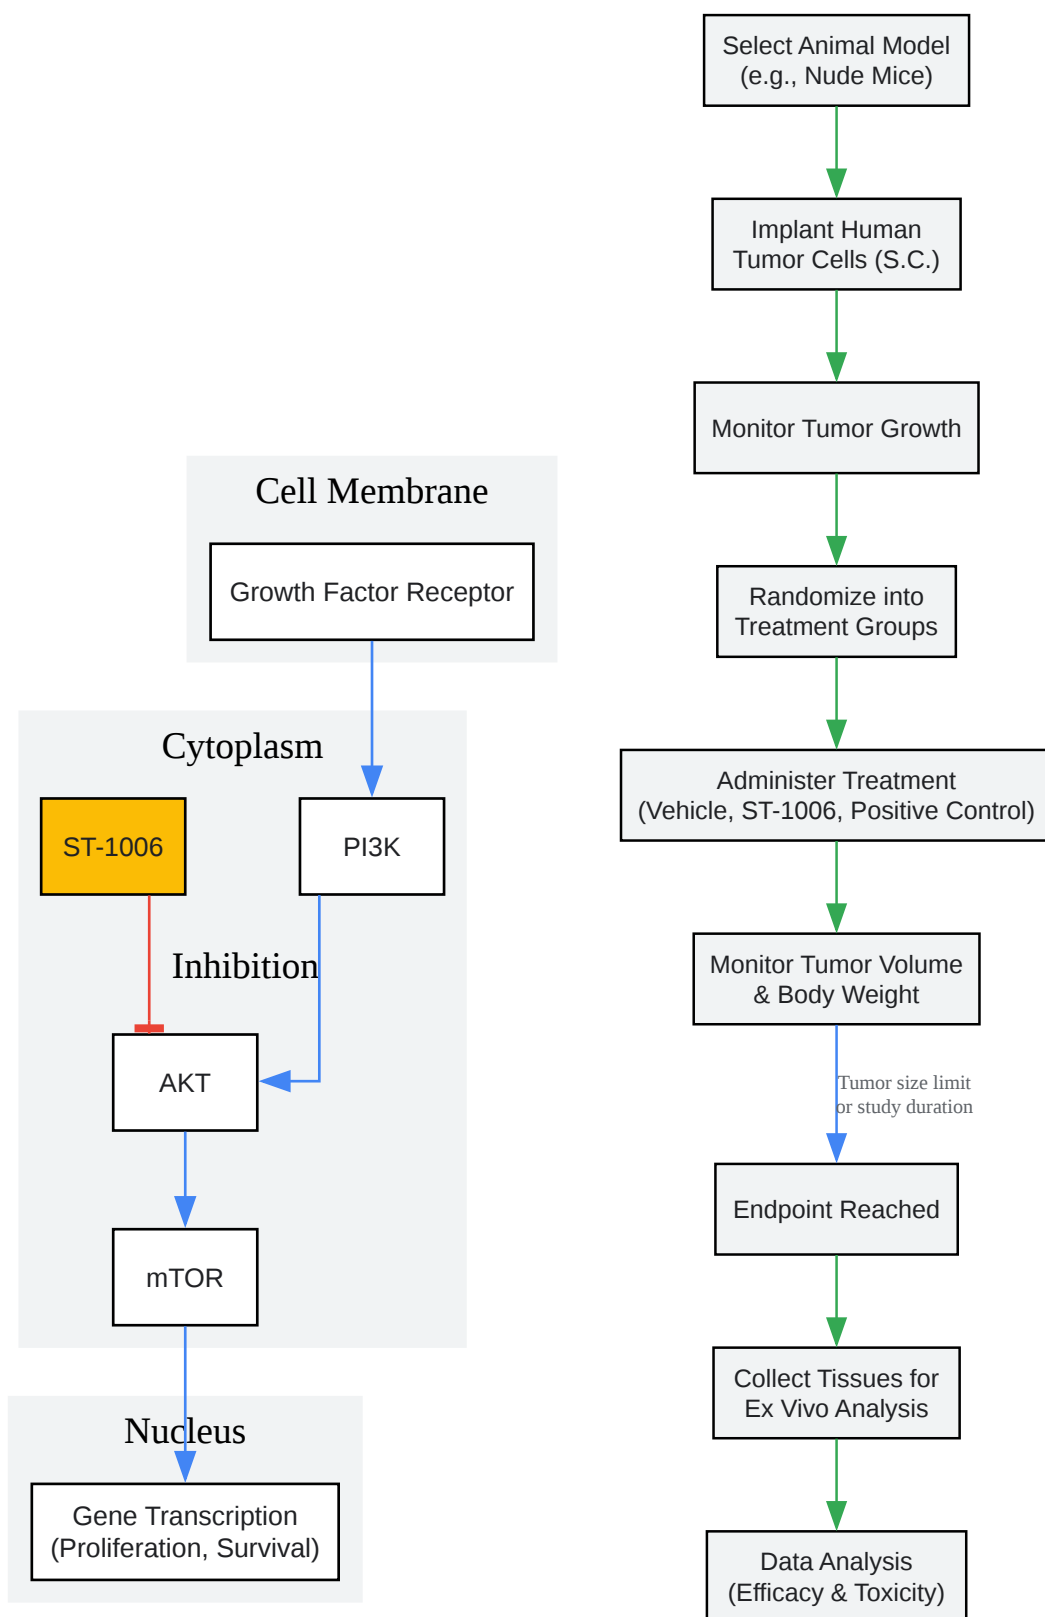 Cell Membrane
Growth Factor Receptor
Cytoplasm
ST-1006
PI3K
Inhibition
AKT
mTOR
Nucleus
Gene Transcription
(Proliferation, Survival)
Select Animal Model
(e.g., Nude Mice)
Implant Human
Tumor Cells (S.C.)
Monitor Tumor Growth
Randomize into
Treatment Groups
Administer Treatment
(Vehicle, ST-1006, Positive Control)
Monitor Tumor Volume
& Body Weight
Tumor size limit
or study duration
Endpoint Reached
Collect Tissues for
Ex Vivo Analysis
Data Analysis
(Efficacy & Toxicity)